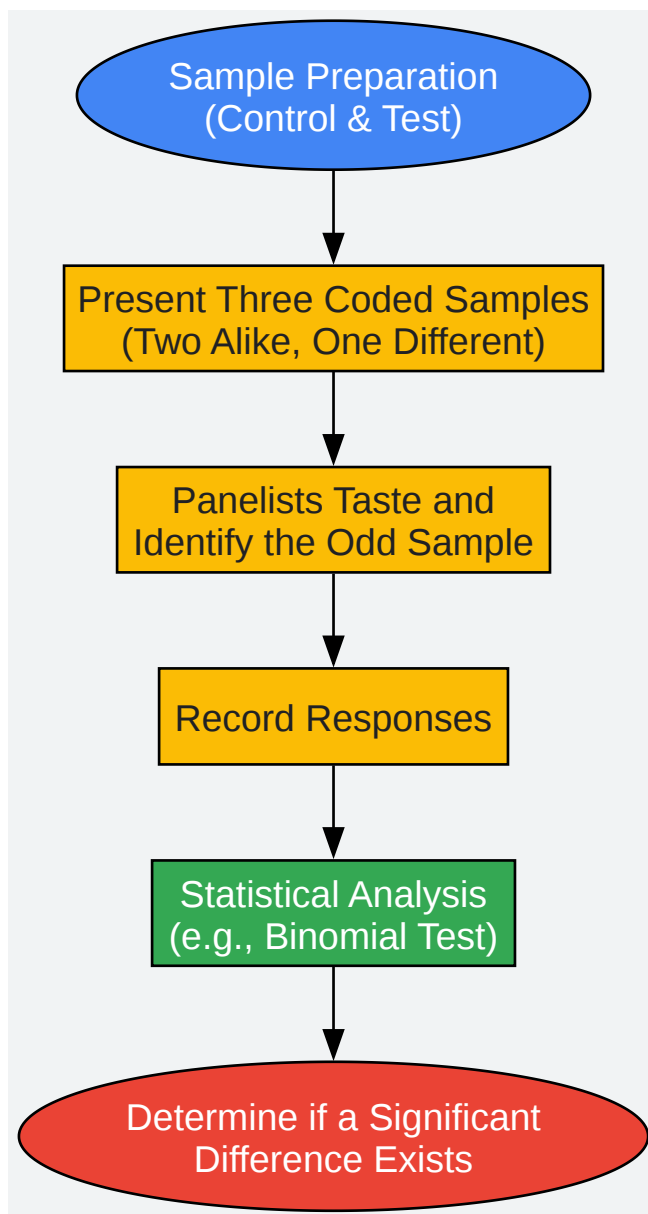 Sample Preparation
(Control & Test)
Present Three Coded Samples
(Two Alike, One Different)
Panelists Taste and
Identify the Odd Sample
Record Responses
Statistical Analysis
(e.g., Binomial Test)
Determine if a Significant
Difference Exists